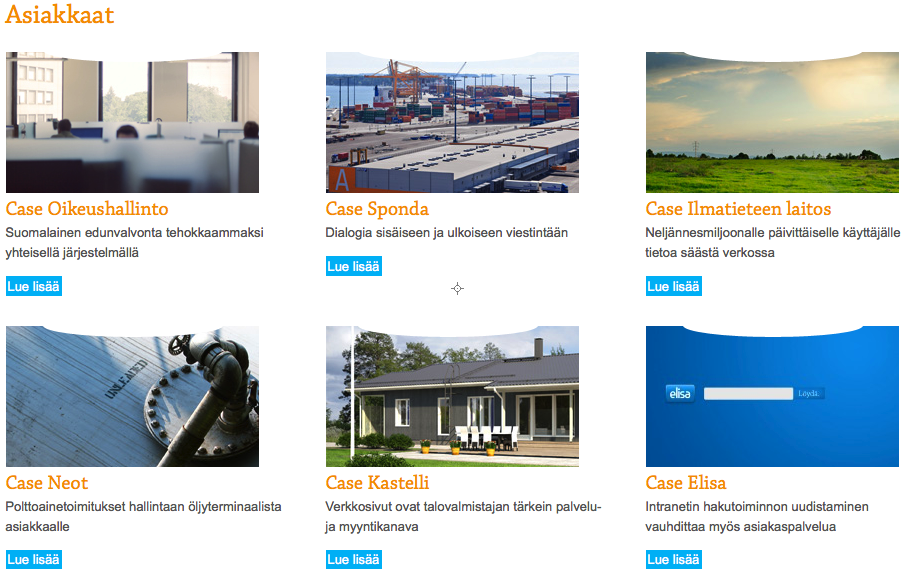 Asiakkaat
A
Case Oikeushallinto
Suomalainen edunvalvonta tehokkaammaksi
yhteisellä järjestelmällä
Lue lisää
Case Sponda
Dialogia sisäiseen ja ulkoiseen viestintään
Lue lisää
Case Ilmatieteen laitos
Neljännesmiljoonalle päivittäiselle käyttäjälle
tietoa säästä verkossa
Lue lisää
UNLEADED
Case Neot
Polttoainetoimitukset hallintaan öljyterminaalista
asiakkaalle
Lue lisää
Case Kastelli
Verkkosivut ovat talovalmistajan tärkein palvelu-
ja myyntikanava
Lue lisää
elisa
Löydä.
Case Elisa
Intranetin hakutoiminnon uudistaminen
vauhdittaa myös asiakaspalvelua
Lue lisää